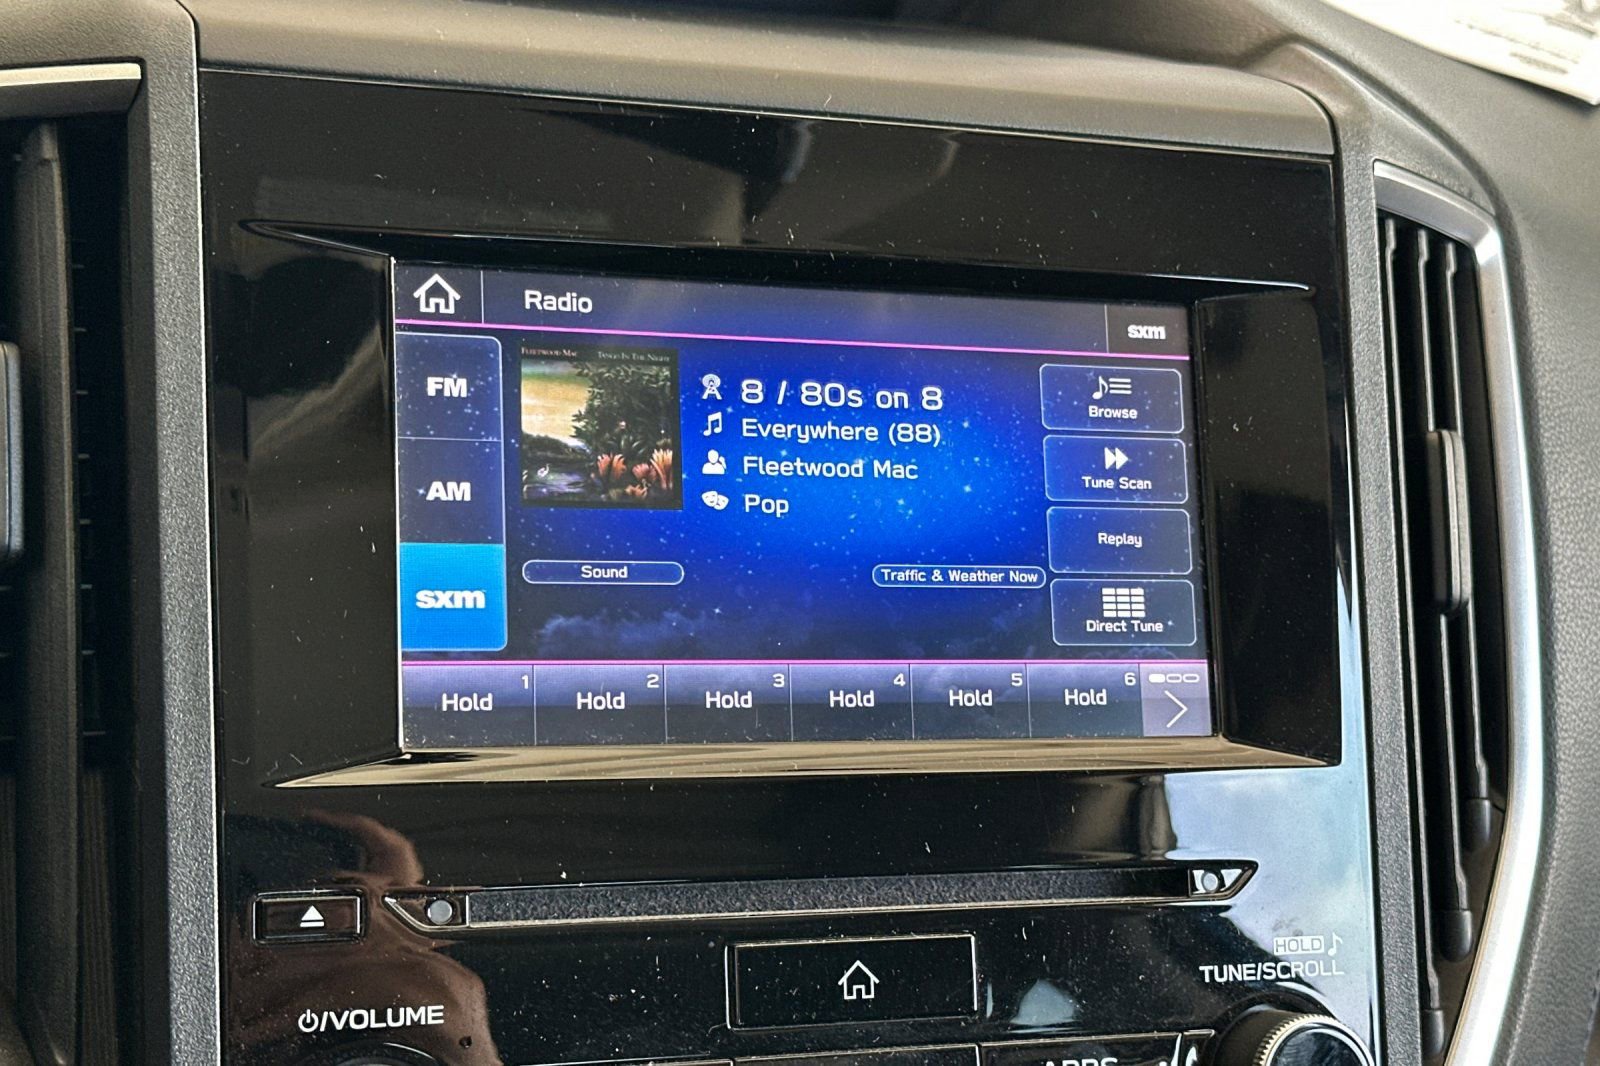 Radio
sxm
FM
AM
sxm
FLEETWOOD MAC TANGO IN THE NIGHT
8 / 80s on 8
Everywhere (88)
Fleetwood Mac
Pop
Browse
Tune Scan
Replay
Direct Tune
Sound
Traffic & Weather Now
1 Hold
2 Hold
3 Hold
4 Hold
5 Hold
6 Hold
HOLD
TUNE/SCROLL
/VOLUME
APPS